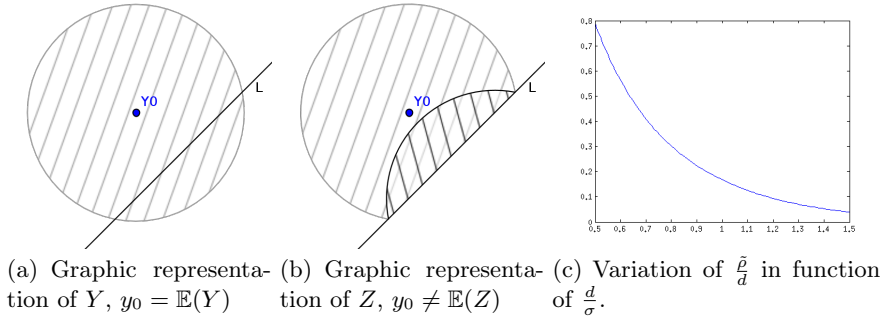 Y0
L
Y0
L
0.8
0.7
0.6
0.5
0.4
0.3
0.2
0.1
0
0.5 0.6 0.7 0.8 0.9 1 1.1 1.2 1.3 1.4 1.5
(a) Graphic representa-
tion of Y, y₀ = 𝔼(Y)
(b) Graphic representa-
tion of Z, y₀ ≠ 𝔼(Z)
(c) Variation of ρ̃/d in function
of d/σ.